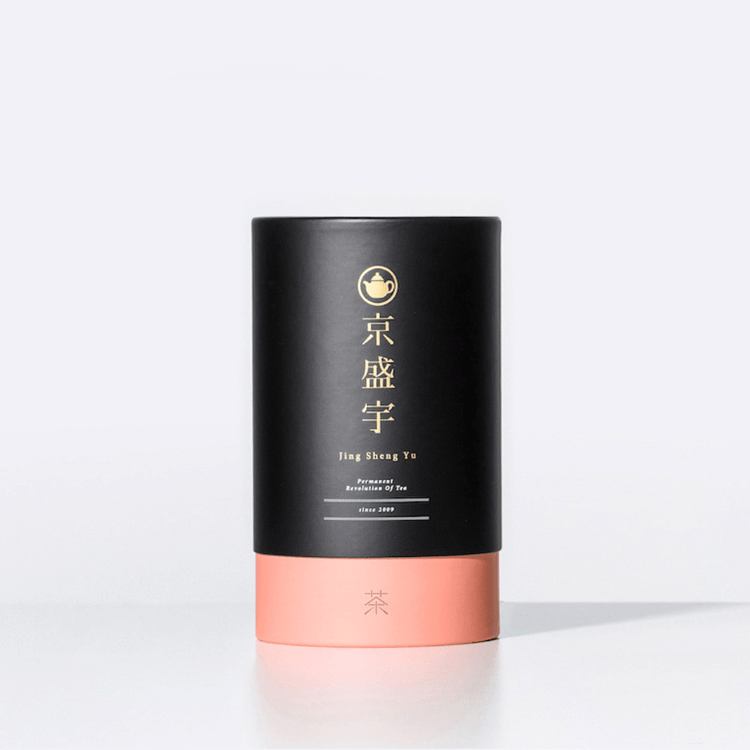 京盛宇
Jing Sheng Yu
Permanent
Revolution Of Tea
since 2009
茶